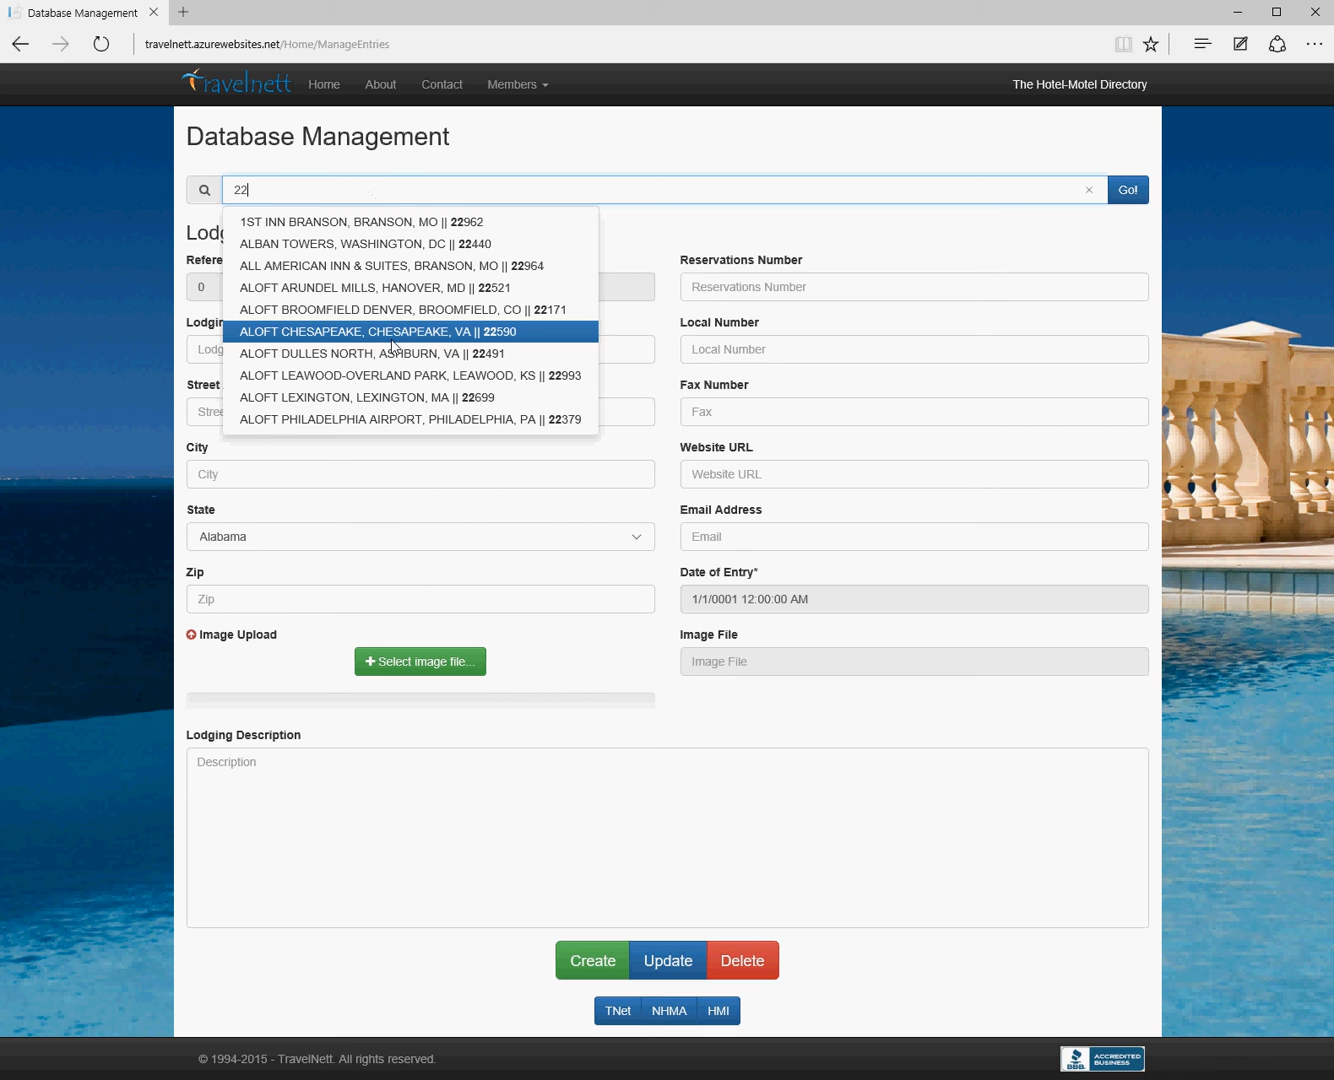 Database Management
travelnett.azurewebsites.net/Home/ManageEntries
Travelnett
Home
About
Contact
Members
The Hotel-Motel Directory
Database Management
22
Go!
1ST INN BRANSON, BRANSON, MO || 22962
ALBAN TOWERS, WASHINGTON, DC || 22440
ALL AMERICAN INN & SUITES, BRANSON, MO || 22964
ALOFT ARUNDEL MILLS, HANOVER, MD || 22521
ALOFT BROOMFIELD DENVER, BROOMFIELD, CO || 22171
ALOFT CHESAPEAKE, CHESAPEAKE, VA || 22590
ALOFT DULLES NORTH, ASHBURN, VA || 22491
ALOFT LEAWOOD-OVERLAND PARK, LEAWOOD, KS || 22993
ALOFT LEXINGTON, LEXINGTON, MA || 22699
ALOFT PHILADELPHIA AIRPORT, PHILADELPHIA, PA || 22379
Lodg
Refere
0
Lodgin
Lodg
Street
Stree
City
City
State
Alabama
Zip
Zip
Image Upload
+ Select image file...
Reservations Number
Reservations Number
Local Number
Local Number
Fax Number
Fax
Website URL
Website URL
Email Address
Email
Date of Entry*
1/1/0001 12:00:00 AM
Image File
Image File
Lodging Description
Description
Create
Update
Delete
TNet
NHMA
HMI
© 1994-2015 - TravelNett. All rights reserved.
BBB
ACCREDITED
BUSINESS